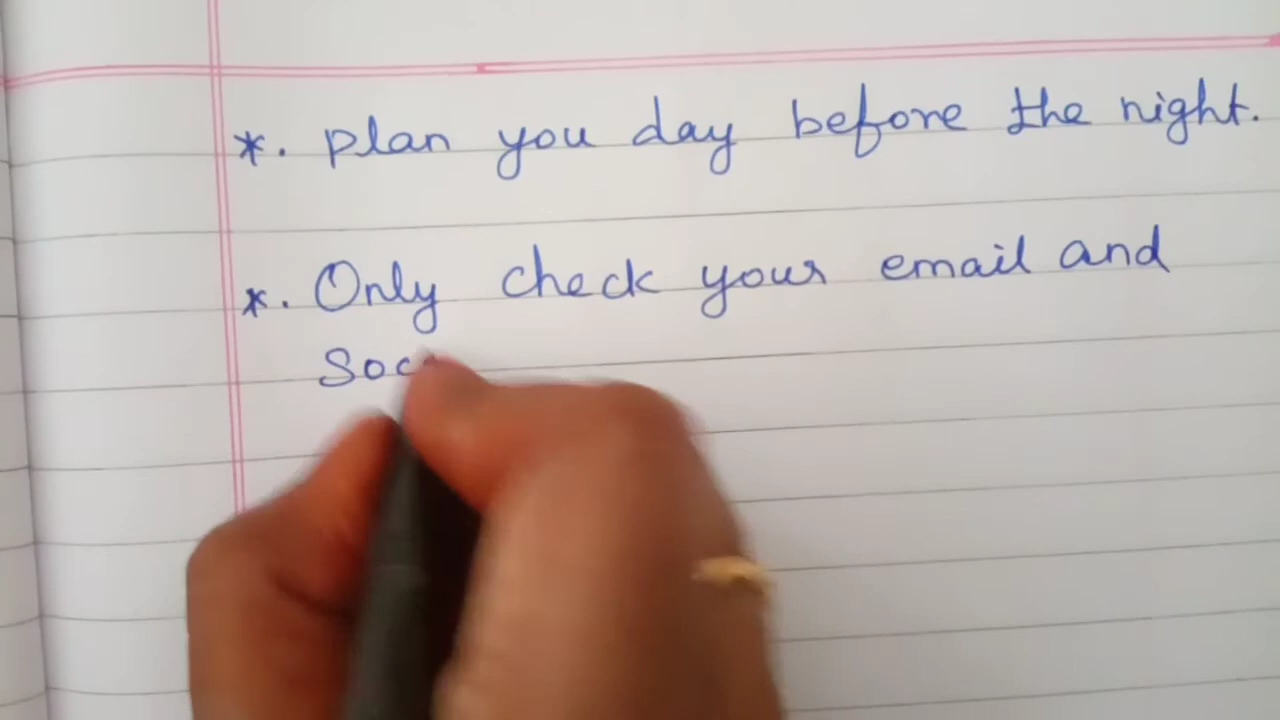 *. plan you day before the night.
*. Only check your email and